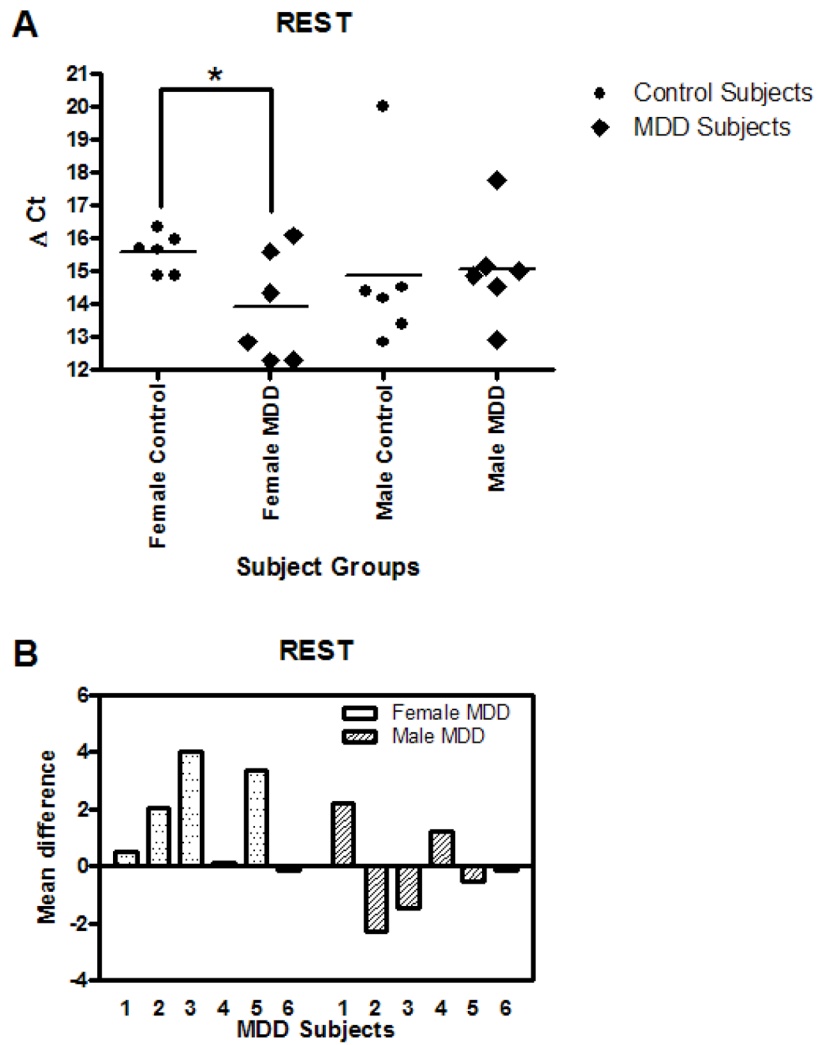 A
REST
*
21
20
19
18
17
16
15
14
13
12
Δ Ct
Control Subjects
MDD Subjects
Female Control
Female MDD
Male Control
Male MDD
Subject Groups
B
REST
6
4
2
0
-2
-4
Mean difference
Female MDD
Male MDD
1 2 3 4 5 6 1 2 3 4 5 6
MDD Subjects